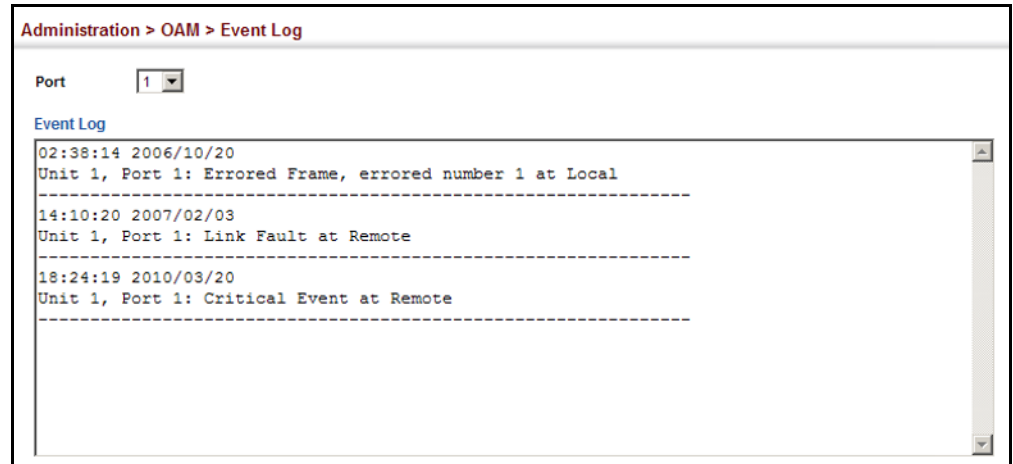 Administration > OAM > Event Log
Port 1
Event Log
02:38:14 2006/10/20
Unit 1, Port 1: Errored Frame, errored number 1 at Local
---------------------------------------------------------------
14:10:20 2007/02/03
Unit 1, Port 1: Link Fault at Remote
---------------------------------------------------------------
18:24:19 2010/03/20
Unit 1, Port 1: Critical Event at Remote
---------------------------------------------------------------